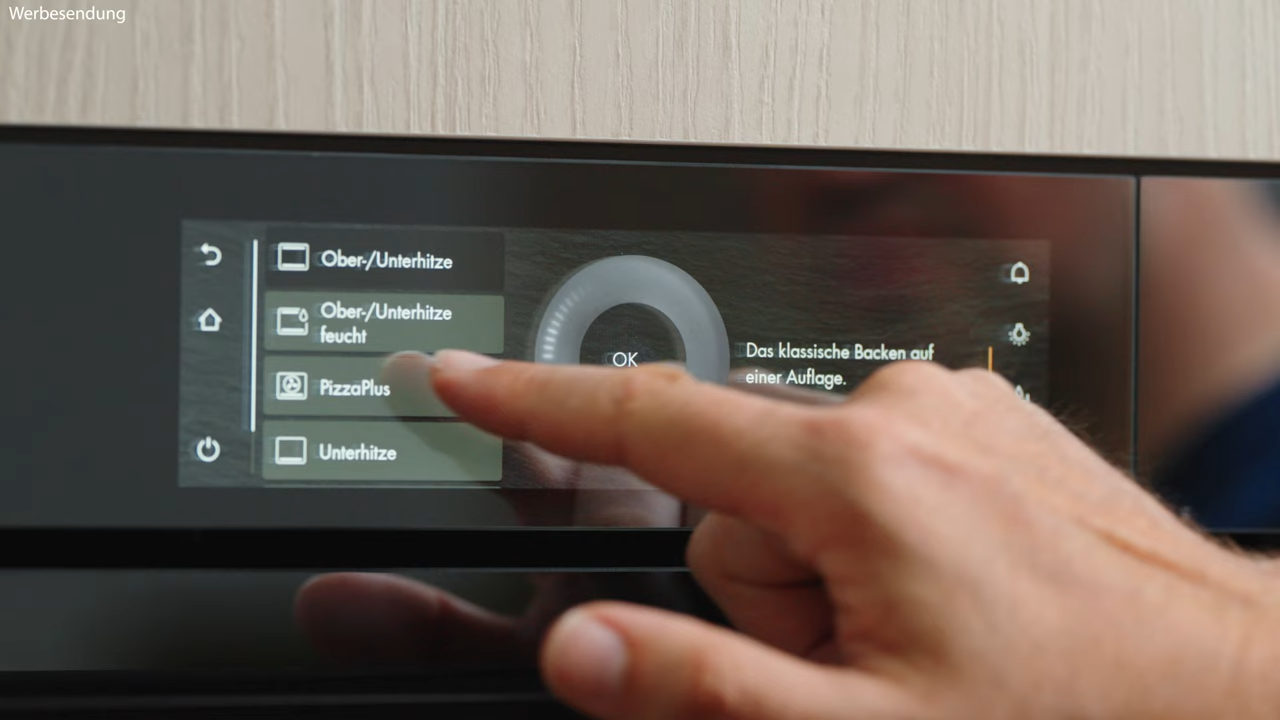 Werbesendung
Ober-/Unterhitze
Ober-/Unterhitze
feucht
PizzaPlus
Unterhitze
OK
Das klassische Backen auf
einer Auflage.